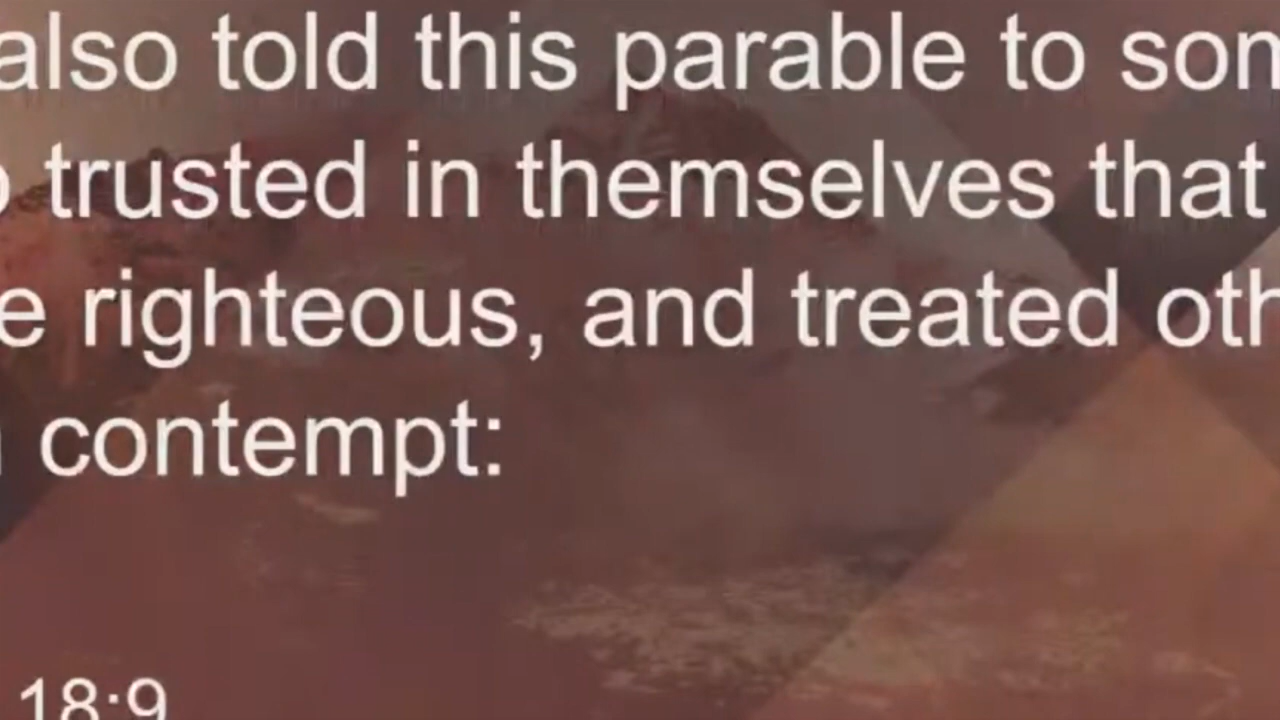 also told this parable to som
trusted in themselves that
e righteous, and treated oth
contempt:
18:9